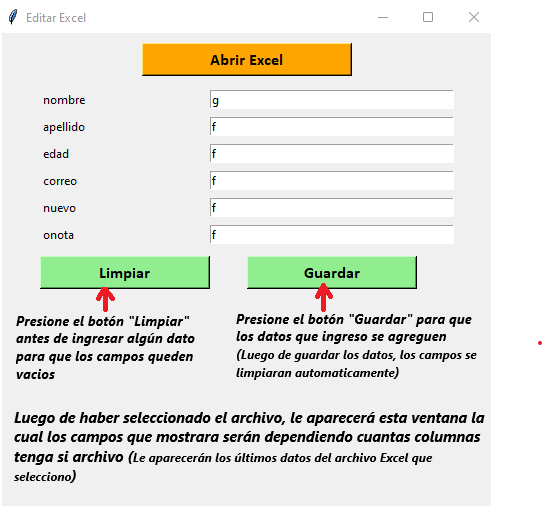 Editar Excel
Abrir Excel
nombre g
apellido f
edad f
correo f
nuevo f
onota f
Limpiar Guardar
Presione el botón "Limpiar"
antes de ingresar algún dato
para que los campos queden
vacios
Presione el botón "Guardar" para que
los datos que ingreso se agreguen
(Luego de guardar los datos, los campos se
limpiaran automaticamente)
Luego de haber seleccionado el archivo, le aparecerá esta ventana la
cual los campos que mostrara serán dependiendo cuantas columnas
tenga si archivo (Le aparecerán los últimos datos del archivo Excel que
selecciono)